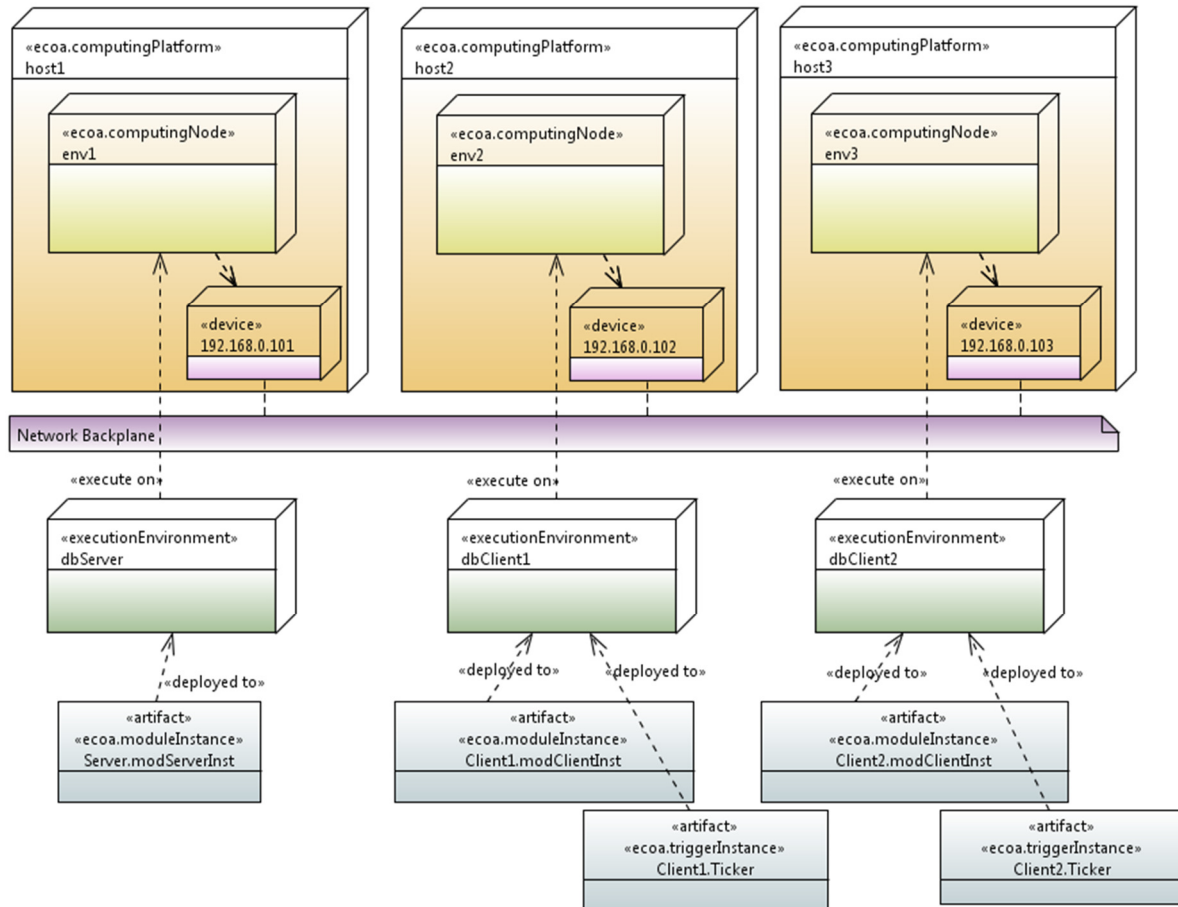 «ecoa.computingPlatform»
host1
«ecoa.computingNode»
env1
«device»
192.168.0.101
«ecoa.computingPlatform»
host2
«ecoa.computingNode»
env2
«device»
192.168.0.102
«ecoa.computingPlatform»
host3
«ecoa.computingNode»
env3
«device»
192.168.0.103
Network Backplane
«execute on»
«execute on»
«execute on»
«executionEnvironment»
dbServer
«executionEnvironment»
dbClient1
«executionEnvironment»
dbClient2
«deployed to»
«deployed to»
«deployed to»
«deployed to»
«deployed to»
«artifact»
«ecoa.moduleInstance»
Server.modServerInst
«artifact»
«ecoa.moduleInstance»
Client1.modClientInst
«artifact»
«ecoa.moduleInstance»
Client2.modClientInst
«artifact»
«ecoa.triggerInstance»
Client1.Ticker
«artifact»
«ecoa.triggerInstance»
Client2.Ticker